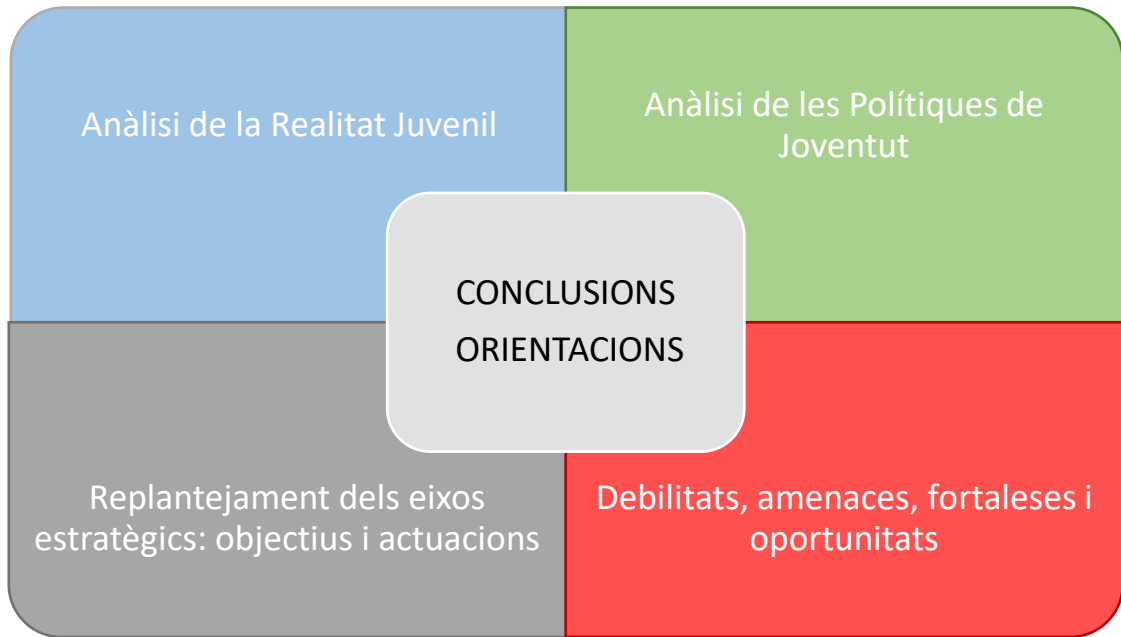 Anàlisi de la Realitat Juvenil
Anàlisi de les Polítiques de
Joventut
CONCLUSIONS
ORIENTACIONS
Replantejament dels eixos
estratègics: objectius i actuacions
Debilitats, amenaces, fortaleses i
oportunitats